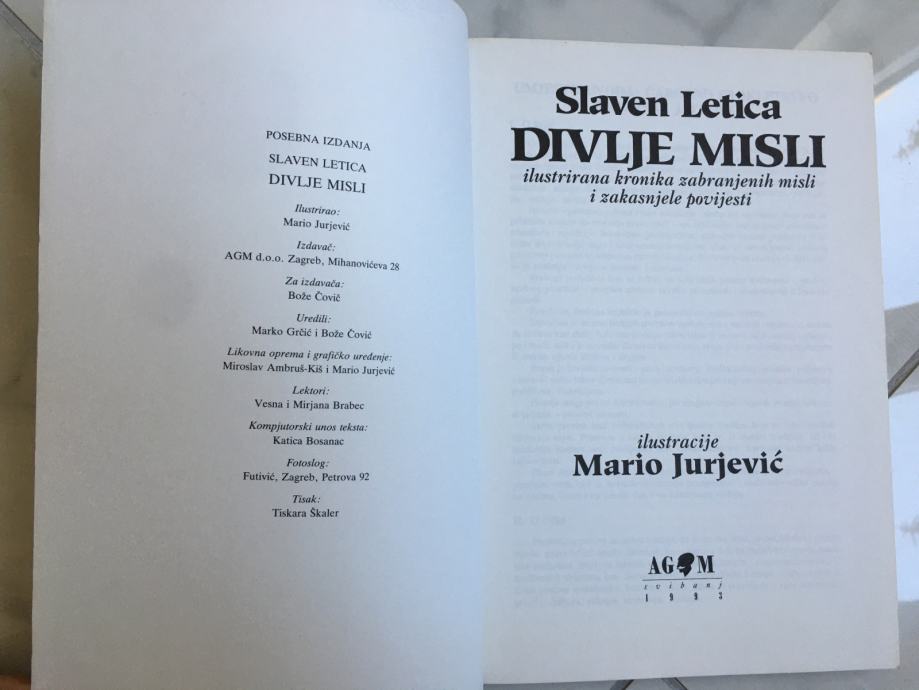 POSEBNA IZDANJA
SLAVEN LETICA
DIVLJE MISLI
Ilustrirao:
Mario Jurjević
Izdavač:
AGM d.o.o. Zagreb, Mihanovićeva 28
Za izdavača:
Bože Čovič
Uredili:
Marko Grčić i Bože Čović
Likovna oprema i grafičko uređenje:
Miroslav Ambruš-Kiš i Mario Jurjević
Lektori:
Vesna i Mirjana Brabec
Kompjutorski unos teksta:
Katica Bosanac
Fotoslog:
Futivić, Zagreb, Petrova 92
Tisak:
Tiskara Škaler
Slaven Letica
DIVLJE MISLI
ilustrirana kronika zabranjenih misli
i zakasnjele povijesti
ilustracije
Mario Jurjević
AGM
svibanj
1993